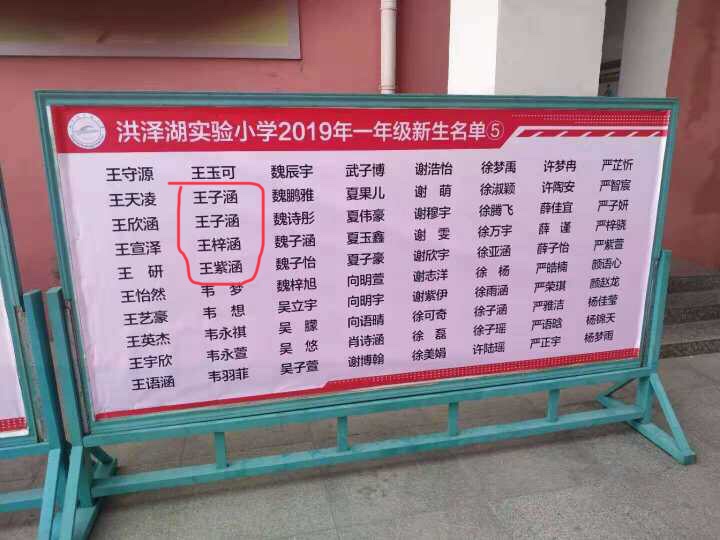 洪泽湖实验小学2019年一年级新生名单⑤
王守源 王玉可 魏辰宇 武子博 谢浩怡 徐梦禹 许梦冉 严芷忻
王天凌 王子涵 魏鹏雅 夏果儿 谢萌 徐淑颖 许陶安 严智宸
王欣涵 王子涵 魏诗彤 夏伟豪 谢穆宇 徐腾飞 薛佳宜 严子妍
王宣泽 王梓涵 魏子涵 夏玉鑫 谢雯 徐万宇 薛谨 严梓骁
王研 王紫涵 魏子怡 夏子豪 谢欣宇 徐亚涵 薛子怡 严紫萱
王怡然 韦梦 魏梓旭 向明萱 谢志洋 徐杨 严皓楠 颜语心
王艺豪 韦想 吴立宇 向明宇 谢紫伊 徐雨涵 严荣琪 颜赵龙
王英杰 韦永祺 吴朦 向语晴 徐可奇 徐子涵 严雅洁 杨佳莹
王宇欣 韦永萱 吴悠 肖诗涵 徐磊 徐子瑶 严语晗 杨锦天
王语涵 韦羽菲 吴子萱 谢博翰 徐美娟 许陆瑶 严正宇 杨梦雨